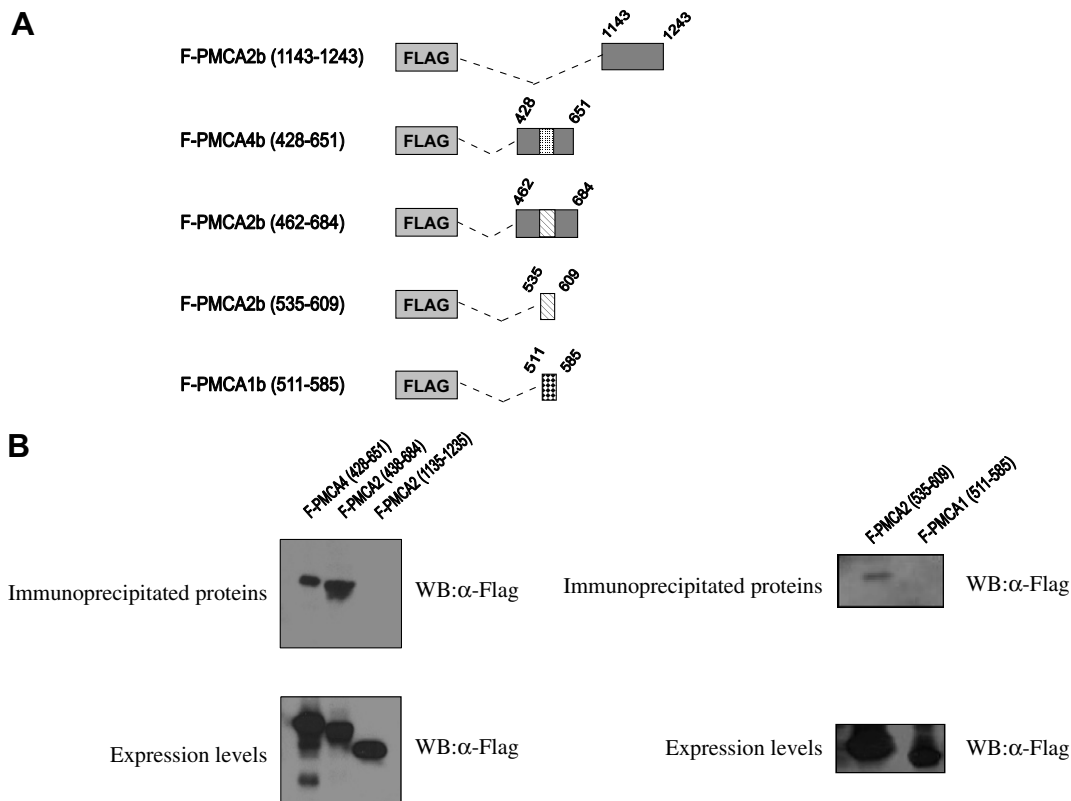 A
F-PMCA2b (1143-1243)
FLAG
1143
1243
F-PMCA4b (428-651)
FLAG
428
651
F-PMCA2b (462-684)
FLAG
462
684
F-PMCA2b (535-609)
FLAG
535
609
F-PMCA1b (511-585)
FLAG
511
585
B
F-PMCA4 (428-651)
F-PMCA2 (438-684)
F-PMCA2 (1135-1235)
Immunoprecipitated proteins
WB:α-Flag
Expression levels
WB:α-Flag
F-PMCA2 (535-609)
F-PMCA1 (511-585)
Immunoprecipitated proteins
WB:α-Flag
Expression levels
WB:α-Flag